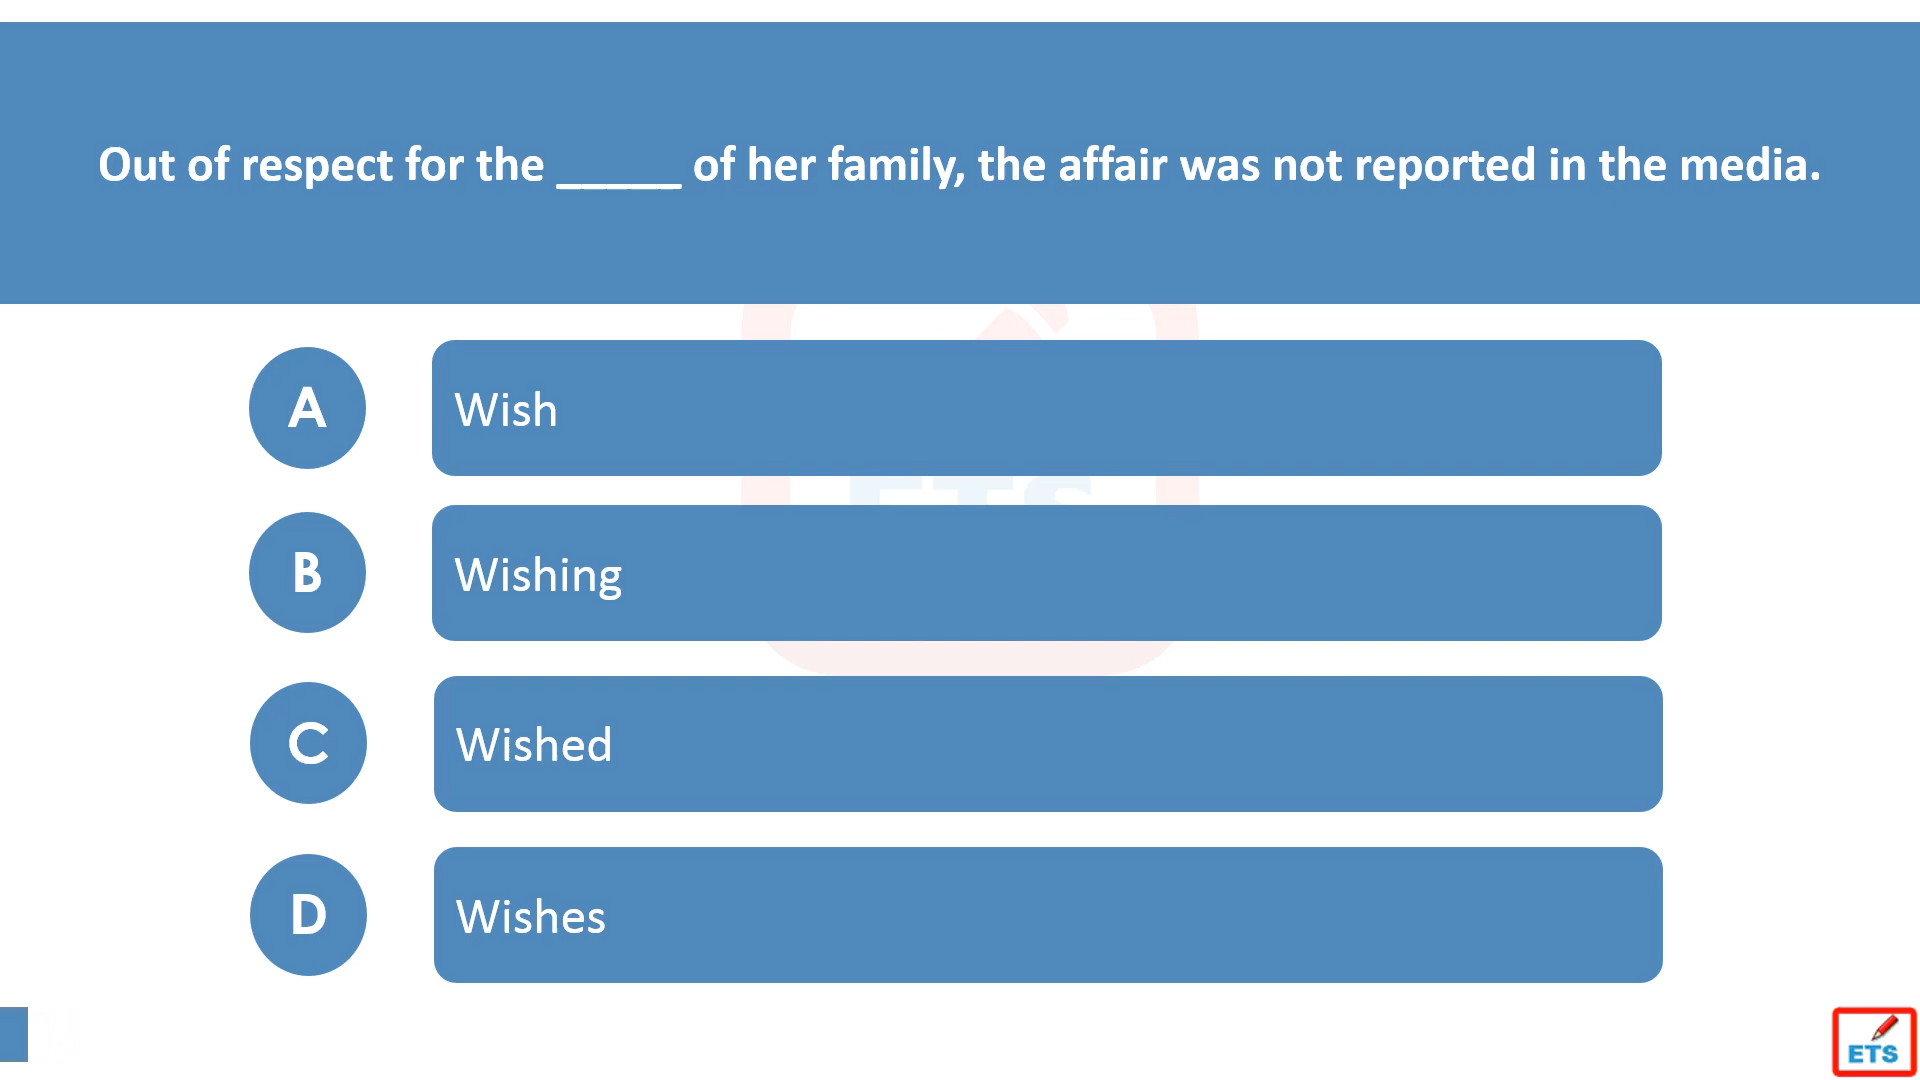 Out of respect for the _____ of her family, the affair was not reported in the media.
A
Wish
ETS
B
Wishing
C
Wished
D
Wishes
ETS